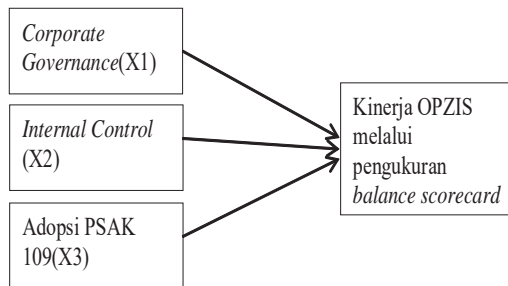 Corporate
Governance(X1)
Internal Control
(X2)
Adopsi PSAK
109(X3)
Kinerja OPZIS
melalui
pengukuran
balance scorecard